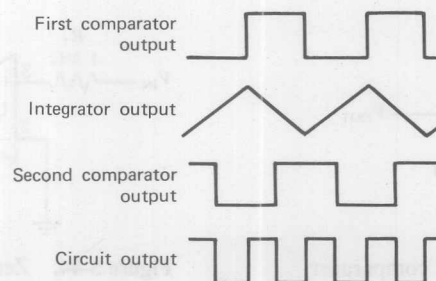 First comparator
output
Integrator output
Second comparator
output
Circuit output